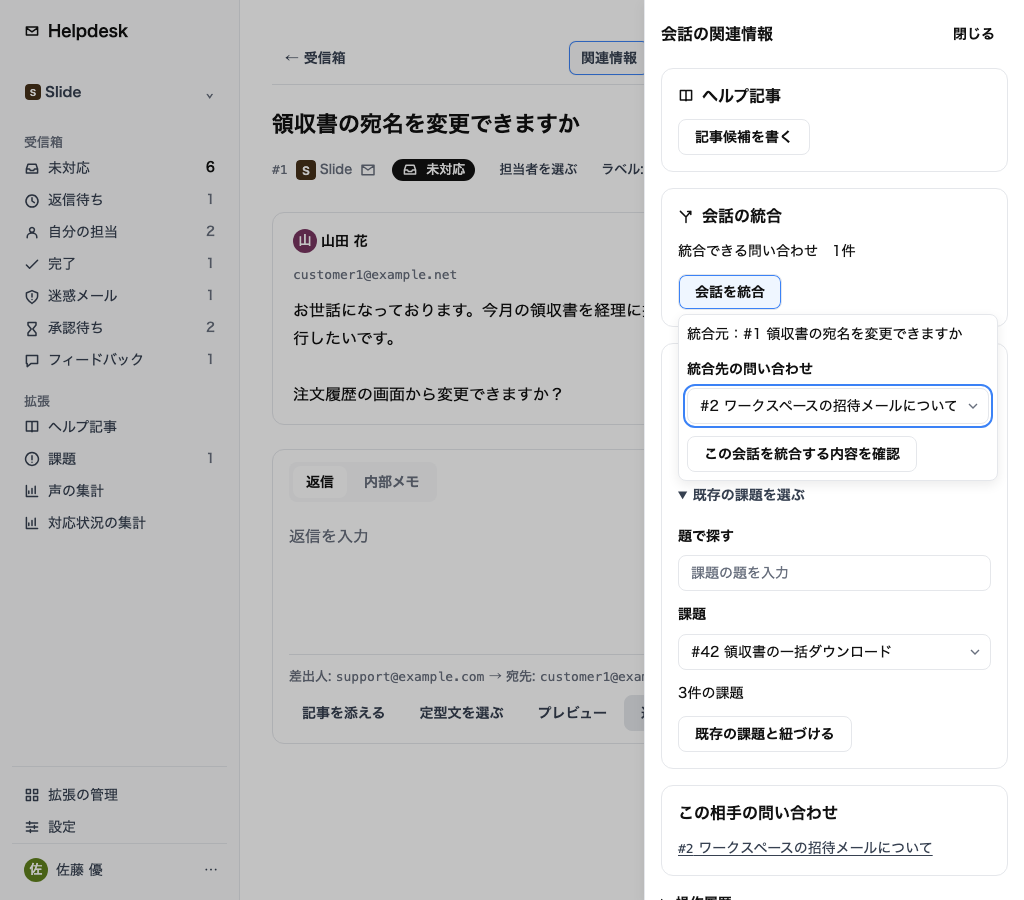 Helpdesk
S Slide
受信箱
未対応 6
返信待ち 1
自分の担当 2
完了 1
迷惑メール 1
承認待ち 2
フィードバック 1
拡張
ヘルプ記事
課題 1
声の集計
対応状況の集計
拡張の管理
設定
佐 佐藤 優 …
← 受信箱
関連情報
領収書の宛名を変更できますか
#1 S Slide 未対応 担当者を選ぶ ラベル:
山 山田 花
customer1@example.net
お世話になっております。今月の領収書を経理に
行したいです。
注文履歴の画面から変更できますか？
返信 内部メモ
返信を入力
差出人: support@example.com → 宛先: customer1@exam
記事を添える 定型文を選ぶ プレビュー
会話の関連情報 閉じる
ヘルプ記事
記事候補を書く
会話の統合
統合できる問い合わせ 1件
会話を統合
統合元：#1 領収書の宛名を変更できますか
統合先の問い合わせ
#2 ワークスペースの招待メールについて
この会話を統合する内容を確認
▼ 既存の課題を選ぶ
題で探す
課題の題を入力
課題
#42 領収書の一括ダウンロード
3件の課題
既存の課題と紐づける
この相手の問い合わせ
#2 ワークスペースの招待メールについて